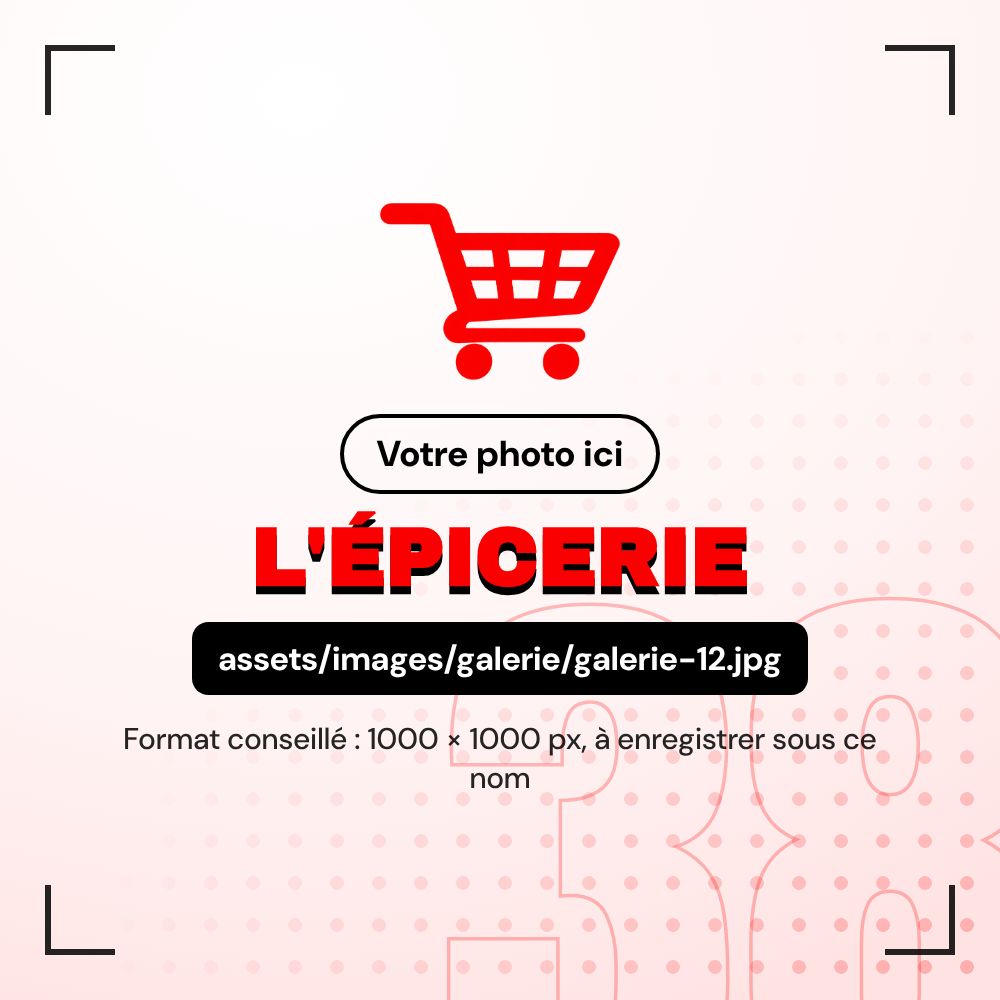 Votre photo ici
L'ÉPICERIE
assets/images/galerie/galerie-12.jpg
Format conseillé : 1000 × 1000 px, à enregistrer sous ce
nom
38